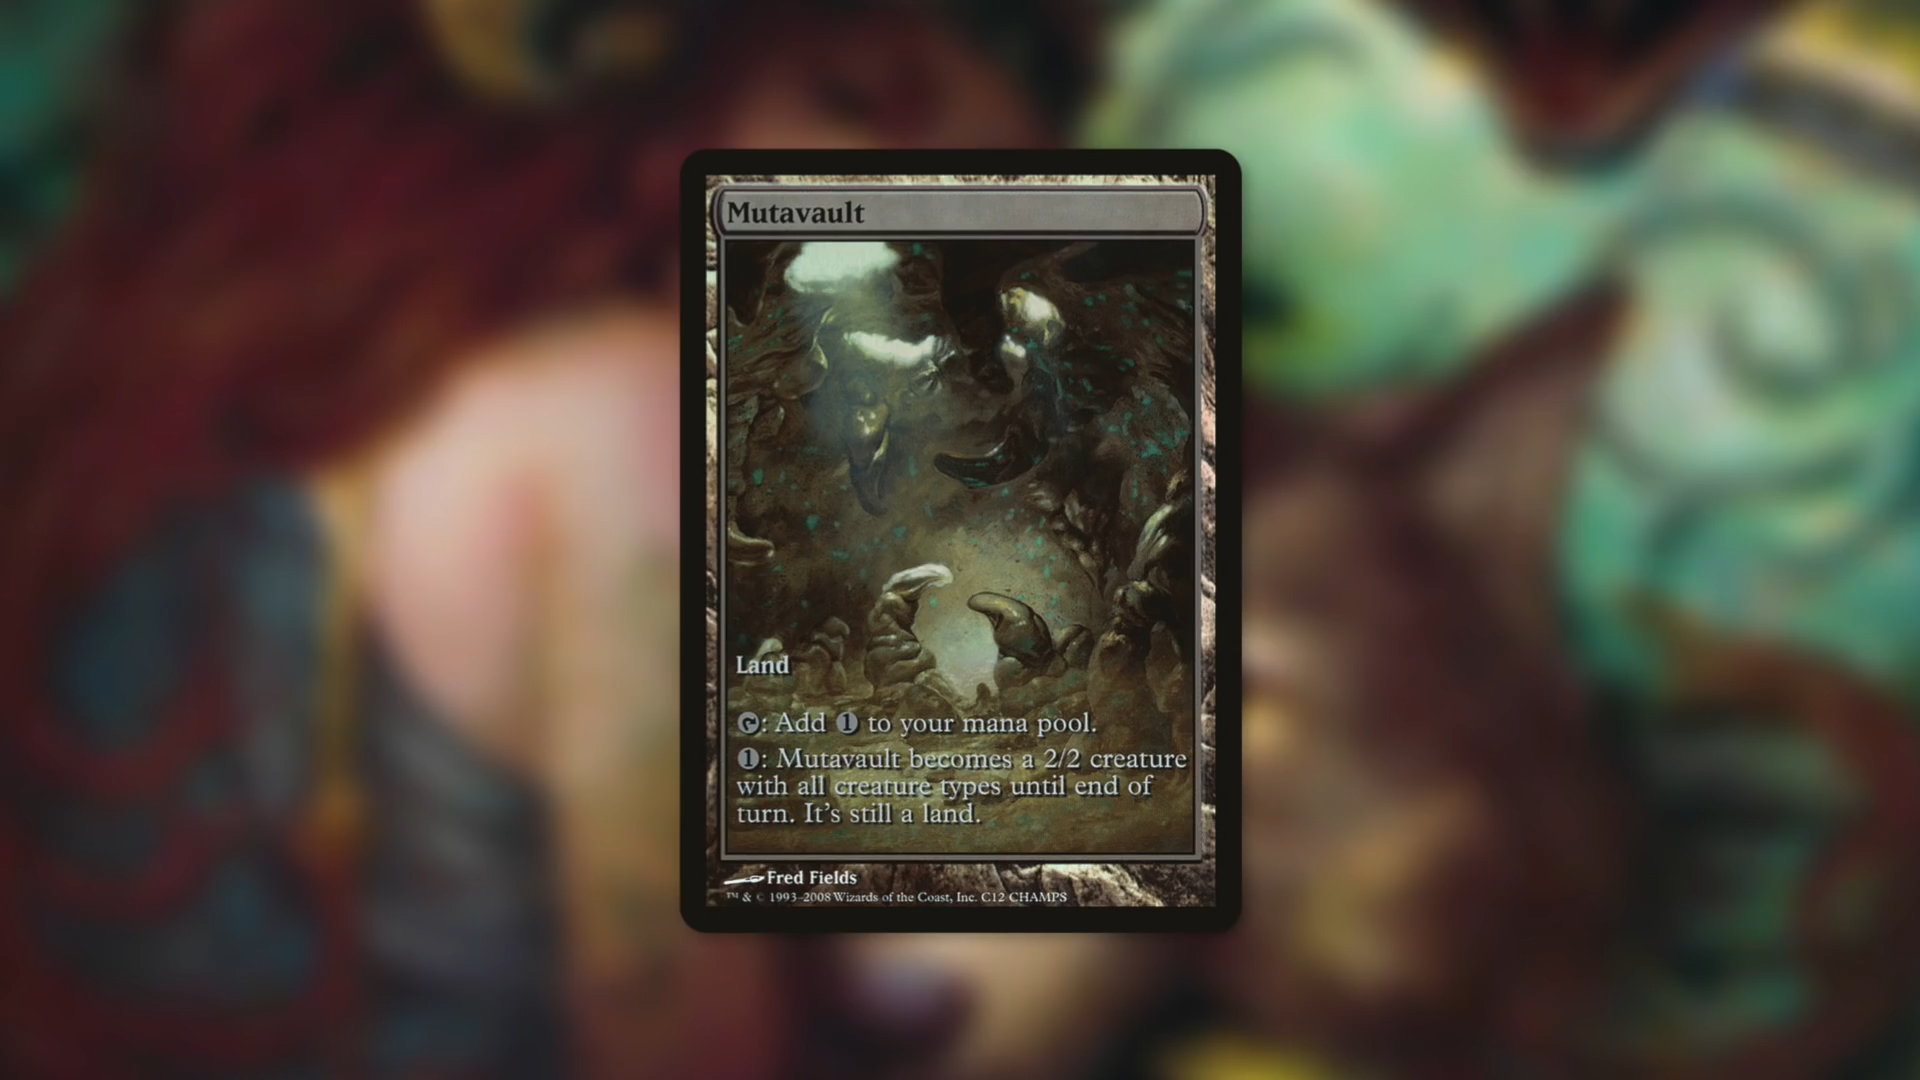 Mutavault
Land
: Add 1 to your mana pool.
1: Mutavault becomes a 2/2 creature
with all creature types until end of
turn. It's still a land.
Fred Fields
™ & © 1993-2008 Wizards of the Coast, Inc. C12 CHAMPS